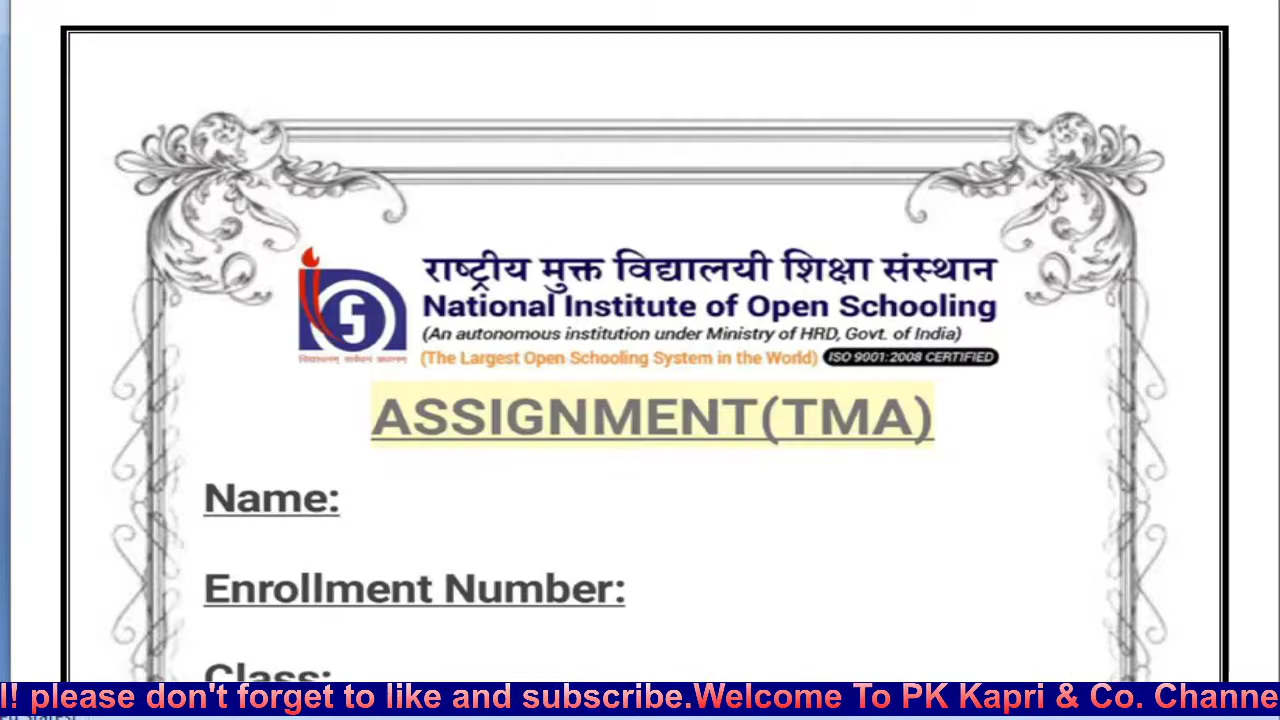 राष्ट्रीय मुक्त विद्यालयी शिक्षा संस्थान
National Institute of Open Schooling
(An autonomous institution under Ministry of HRD, Govt. of India)
(The Largest Open Schooling System in the World) ISO 9001:2008 CERTIFIED
ASSIGNMENT(TMA)
Name:
Enrollment Number:
Class:
l! please don't forget to like and subscribe.Welcome To PK Kapri & Co. Channe